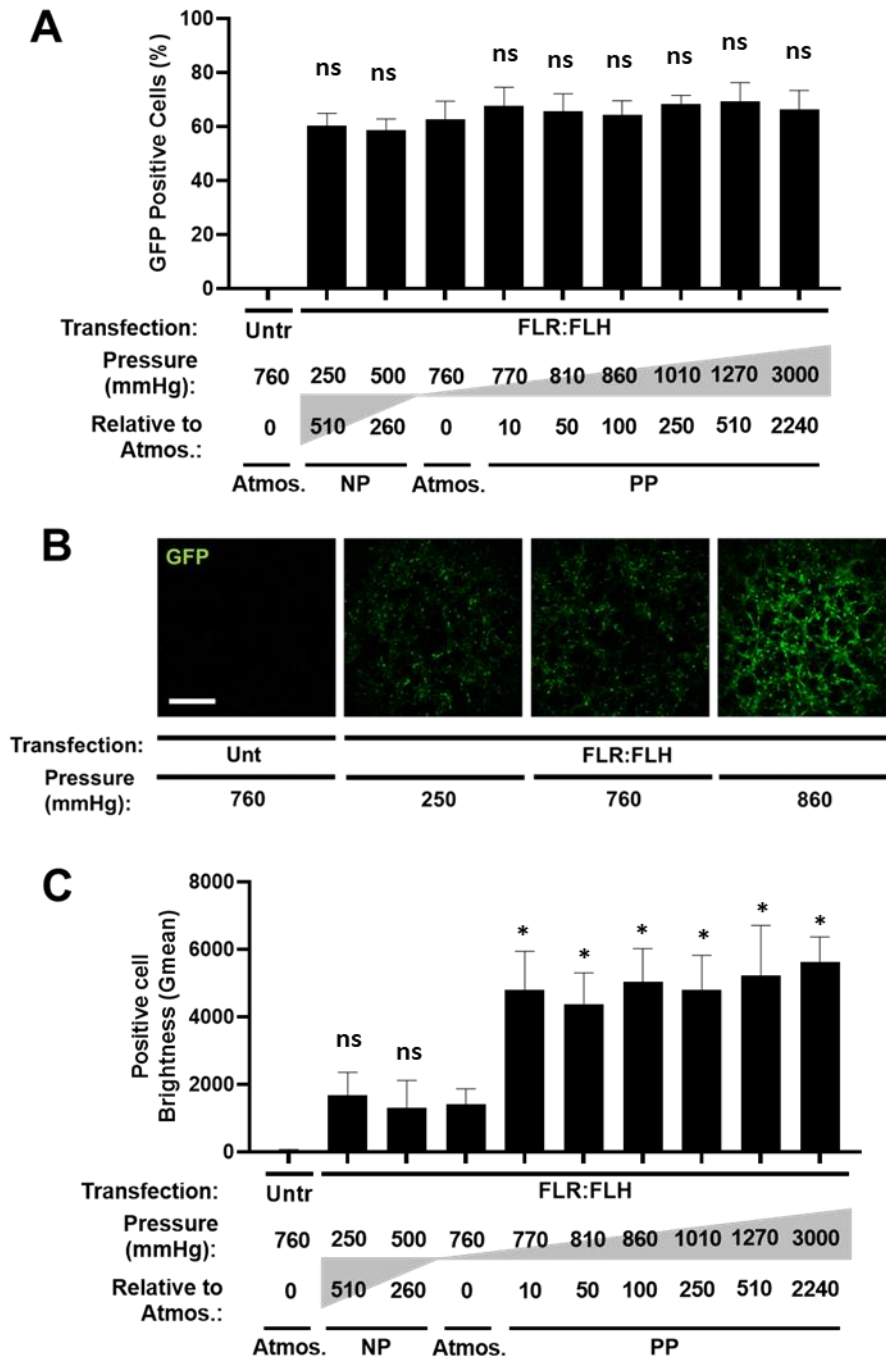 A
GFP Positive Cells (%)
100
80
60
40
20
0
ns ns ns ns ns ns ns ns
Transfection: Untr FLR:FLH
Pressure
(mmHg): 760 250 500 760 770 810 860 1010 1270 3000
Relative to
Atmos.: 0 510 260 0 10 50 100 250 510 2240
Atmos. NP Atmos. PP
B
GFP
Transfection: Unt FLR:FLH
Pressure
(mmHg): 760 250 760 860
C
Positive cell
Brightness (Gmean)
8000
6000
4000
2000
0
ns ns * * * * * *
Transfection: Untr FLR:FLH
Pressure
(mmHg): 760 250 500 760 770 810 860 1010 1270 3000
Relative to
Atmos.: 0 510 260 0 10 50 100 250 510 2240
Atmos. NP Atmos. PP